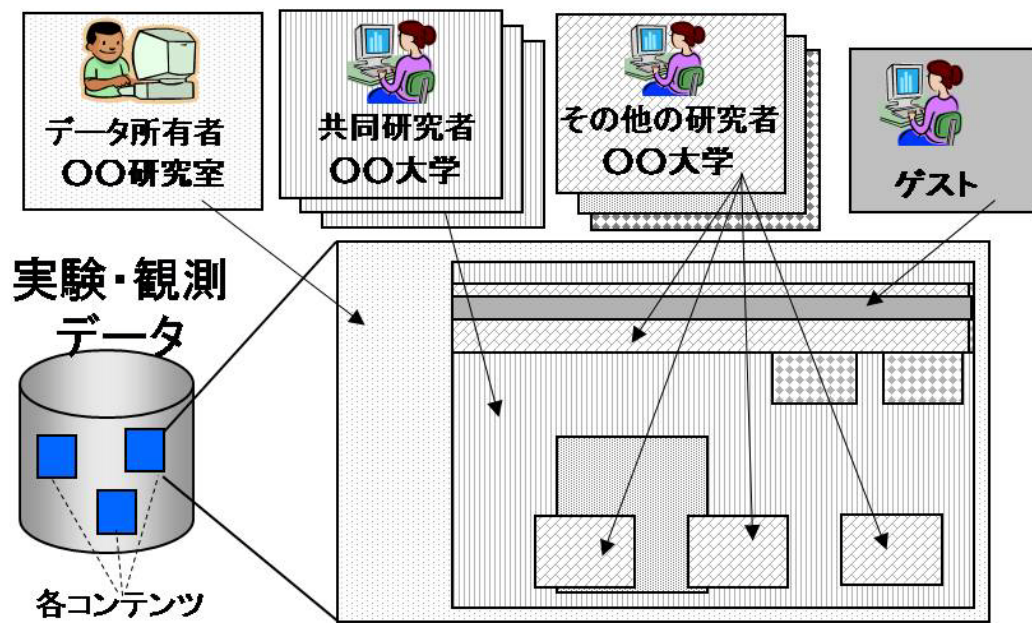 データ所有者
〇〇研究室
共同研究者
〇〇大学
その他の研究者
〇〇大学
ゲスト
実験・観測
データ
各コンテンツ